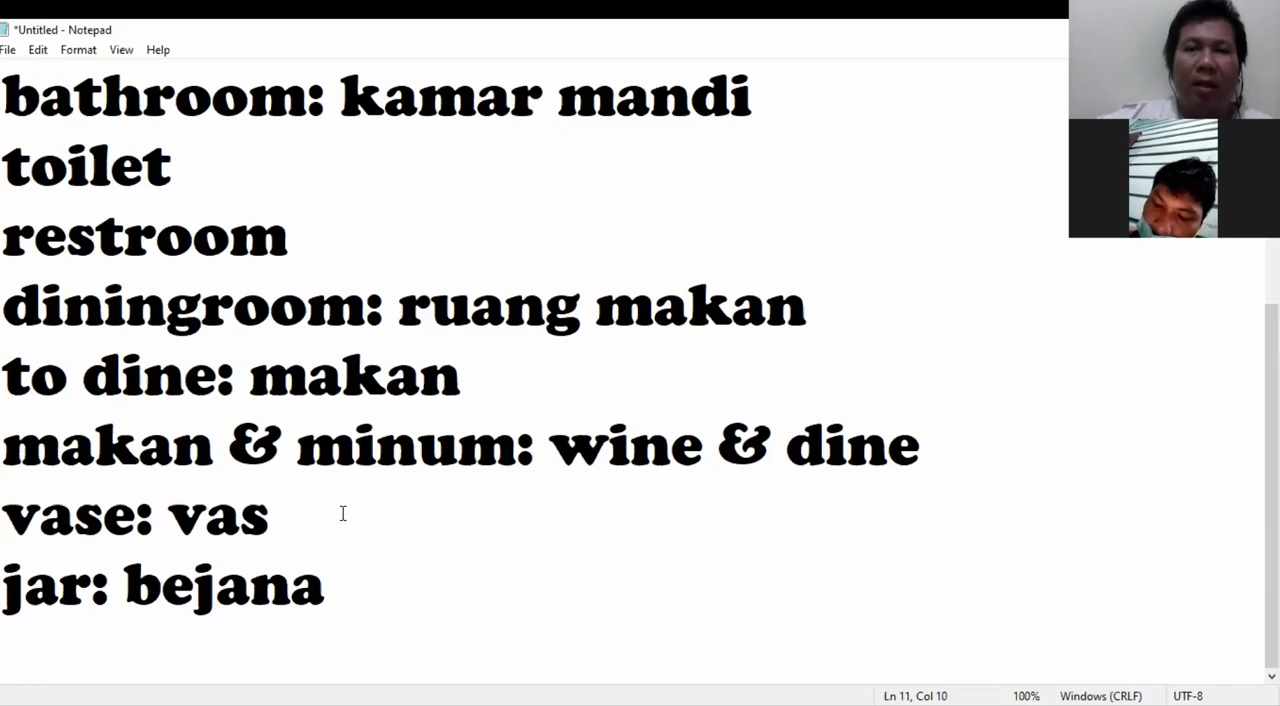 *Untitled - Notepad
File Edit Format View Help
bathroom: kamar mandi
toilet
restroom
diningroom: ruang makan
to dine: makan
makan & minum: wine & dine
vase: vas
jar: bejana
Ln 11, Col 10 100% Windows (CRLF) UTF-8